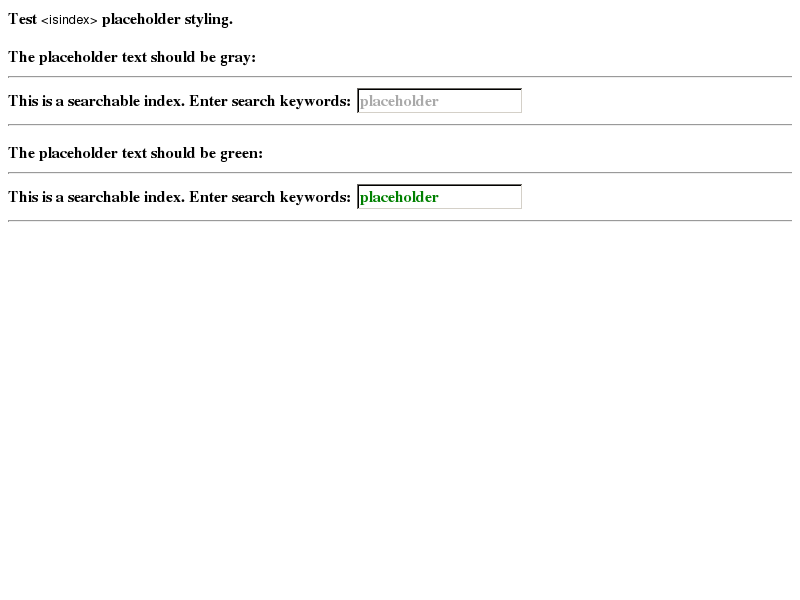 Test <isindex> placeholder styling.
The placeholder text should be gray:
This is a searchable index. Enter search keywords: placeholder
The placeholder text should be green:
This is a searchable index. Enter search keywords: placeholder